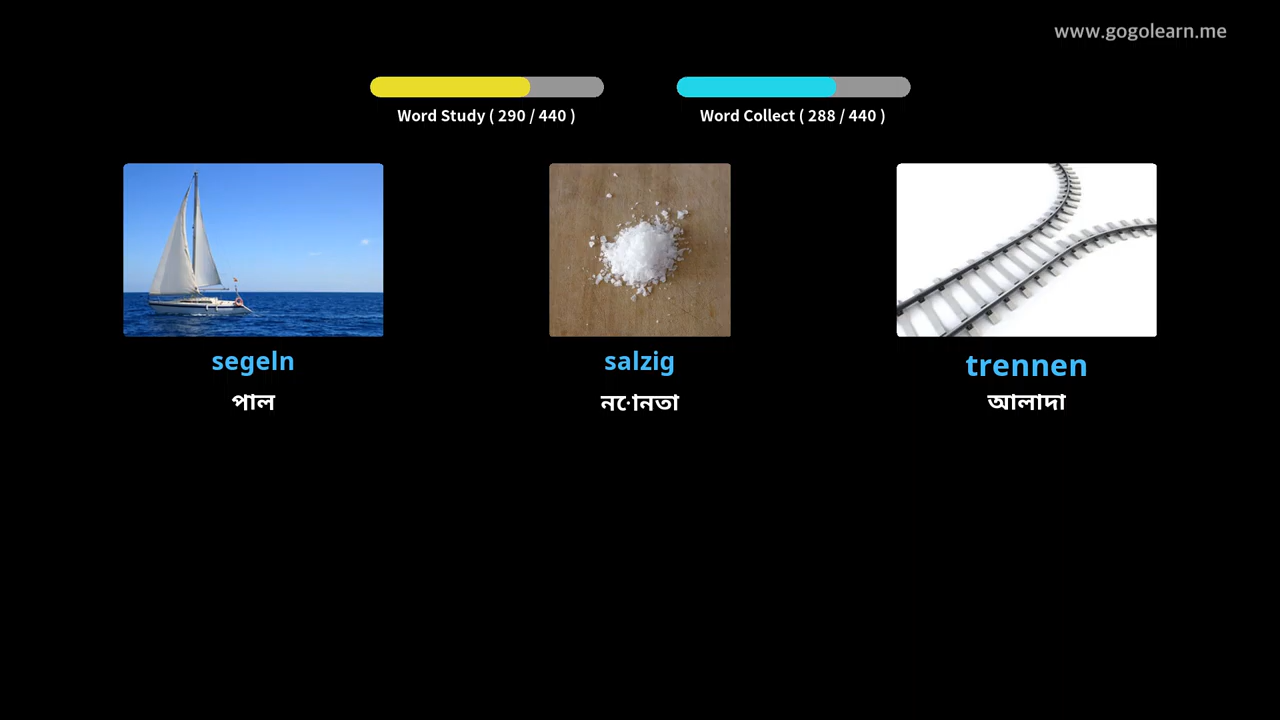 www.gogolearn.me
Word Study ( 290 / 440 )
Word Collect ( 288 / 440 )
segeln
salzig
trennen
পাল
নোনতা
আলাদা